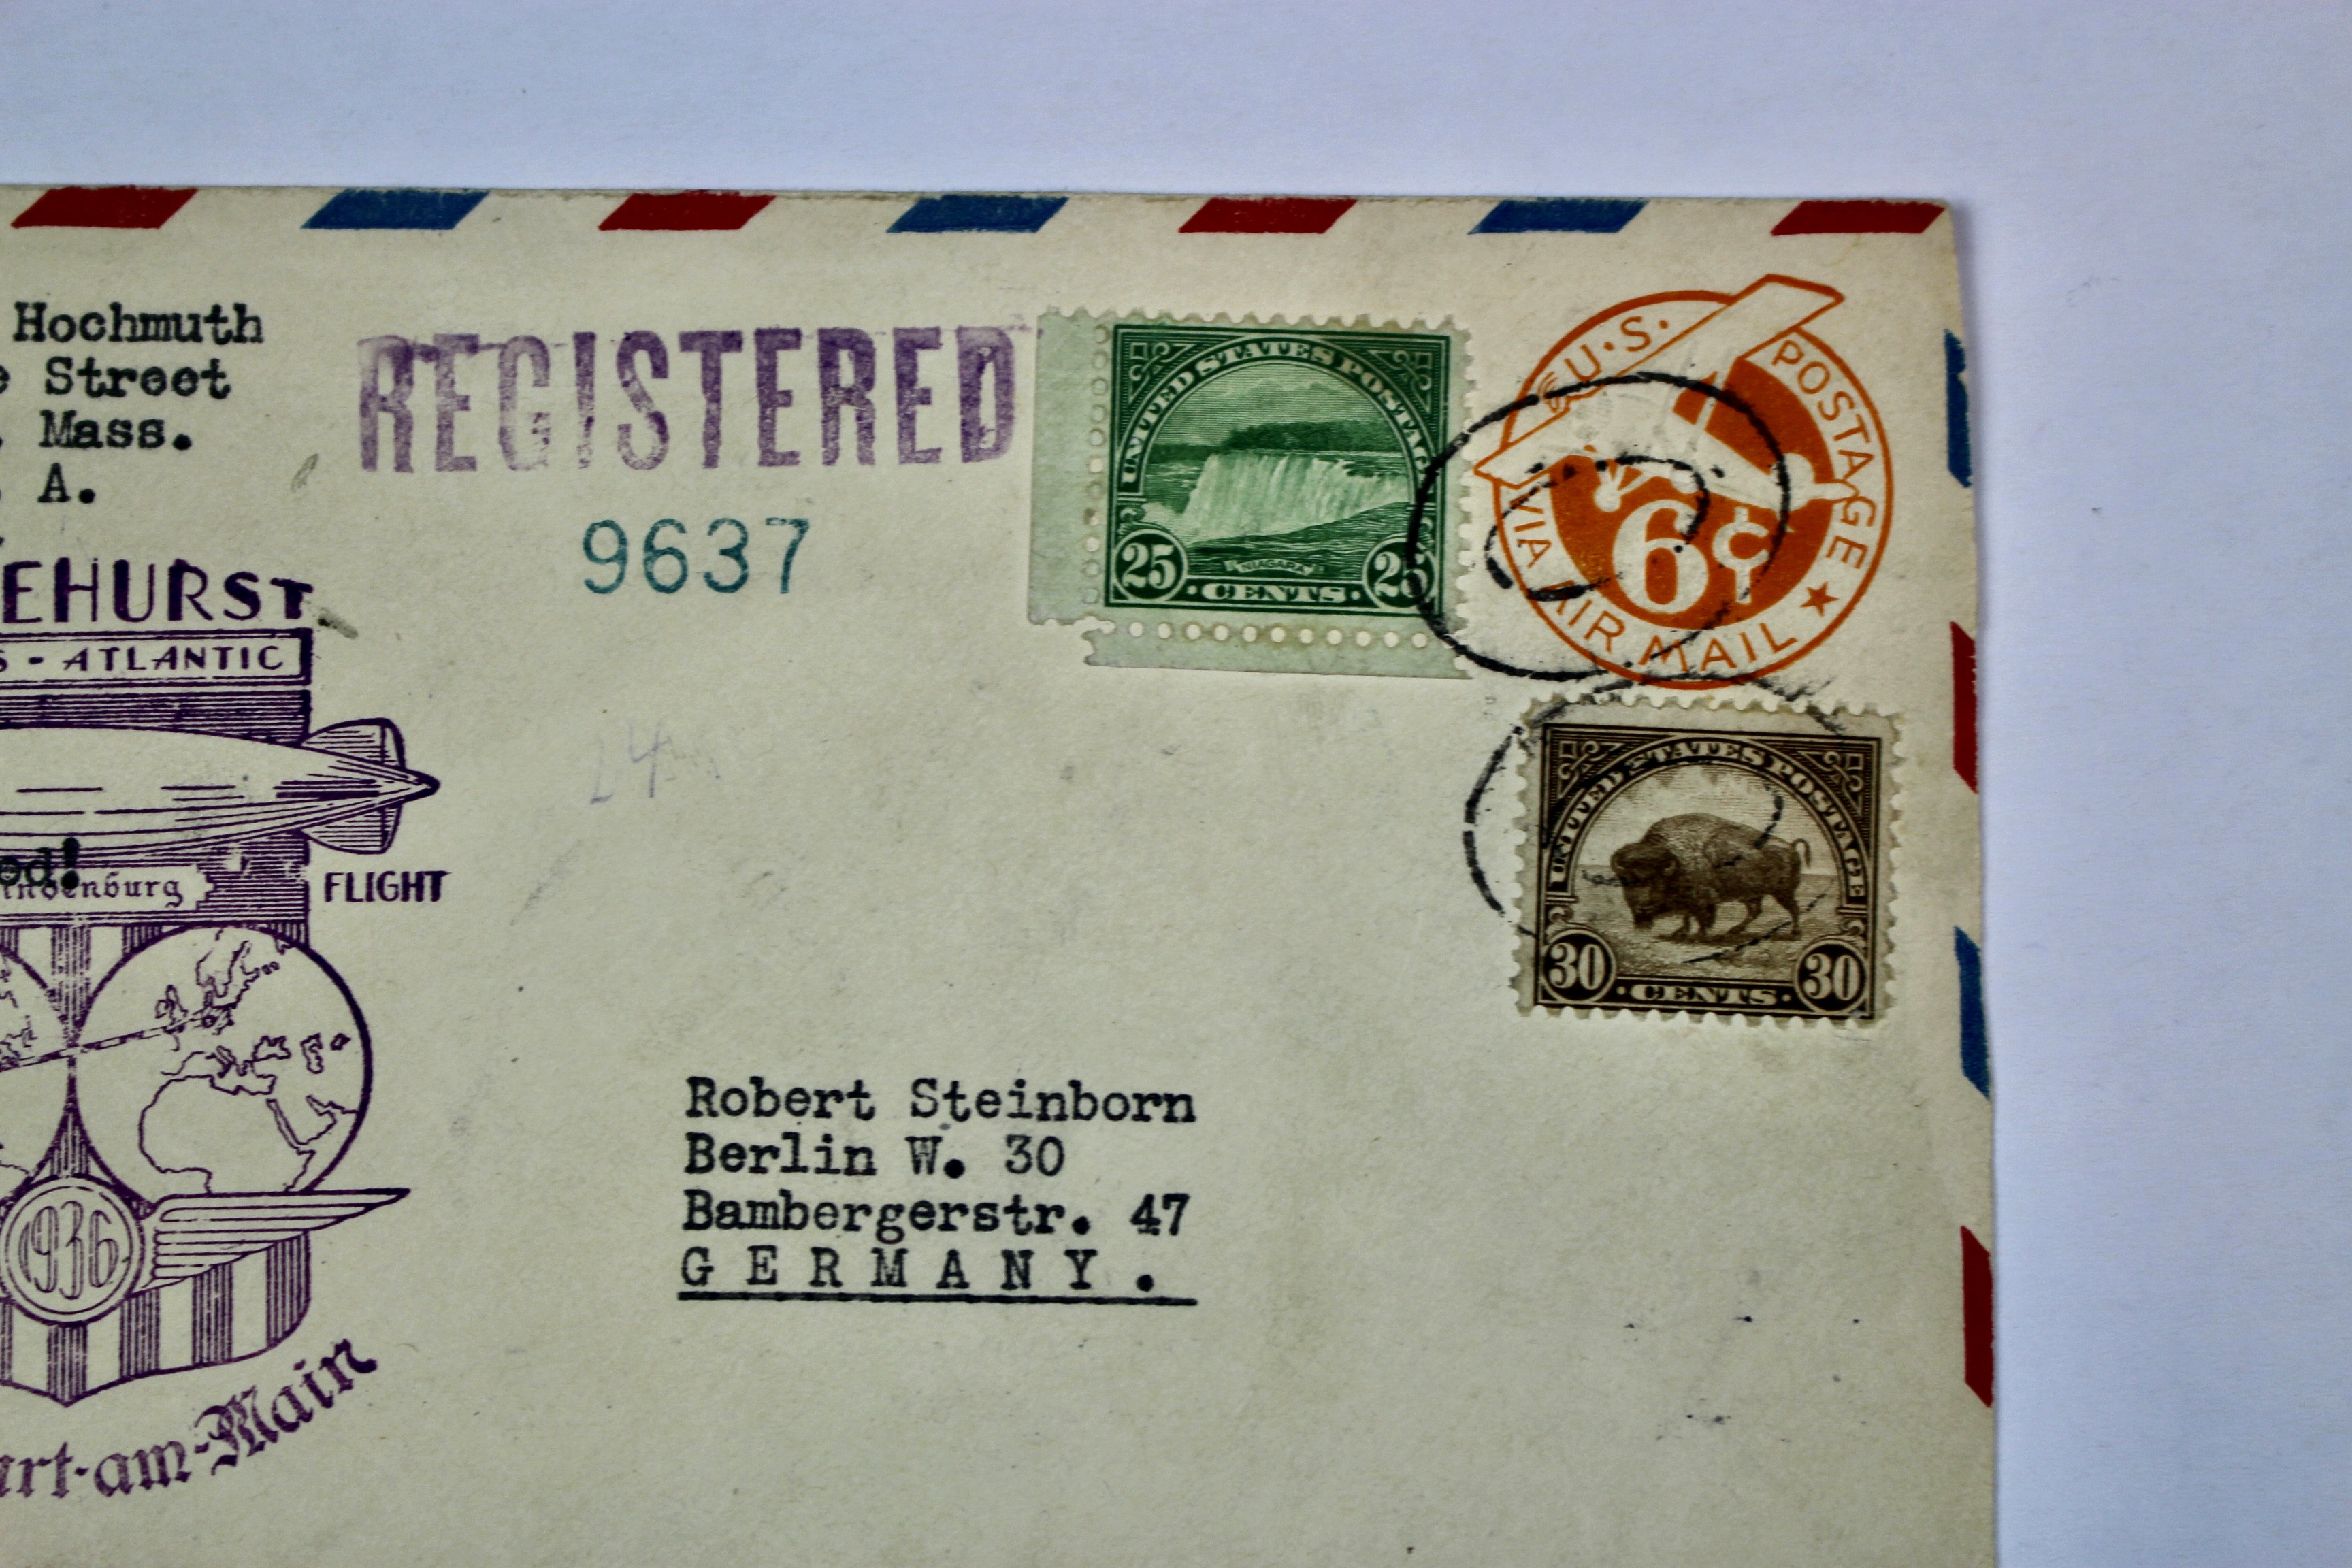 Hochmuth
Street
Mass.
A.
REGISTERED
9637
UNITED STATES POSTAGE
NIAGARA
25 CENTS 25
U.S. POSTAGE
VIA AIR MAIL
6¢
EHURST
S - ATLANTIC
FLIGHT
1936
UNITED STATES POSTAGE
30 CENTS 30
Robert Steinborn
Berlin W. 30
Bambergerstr. 47
GERMANY.
urt-am-Main